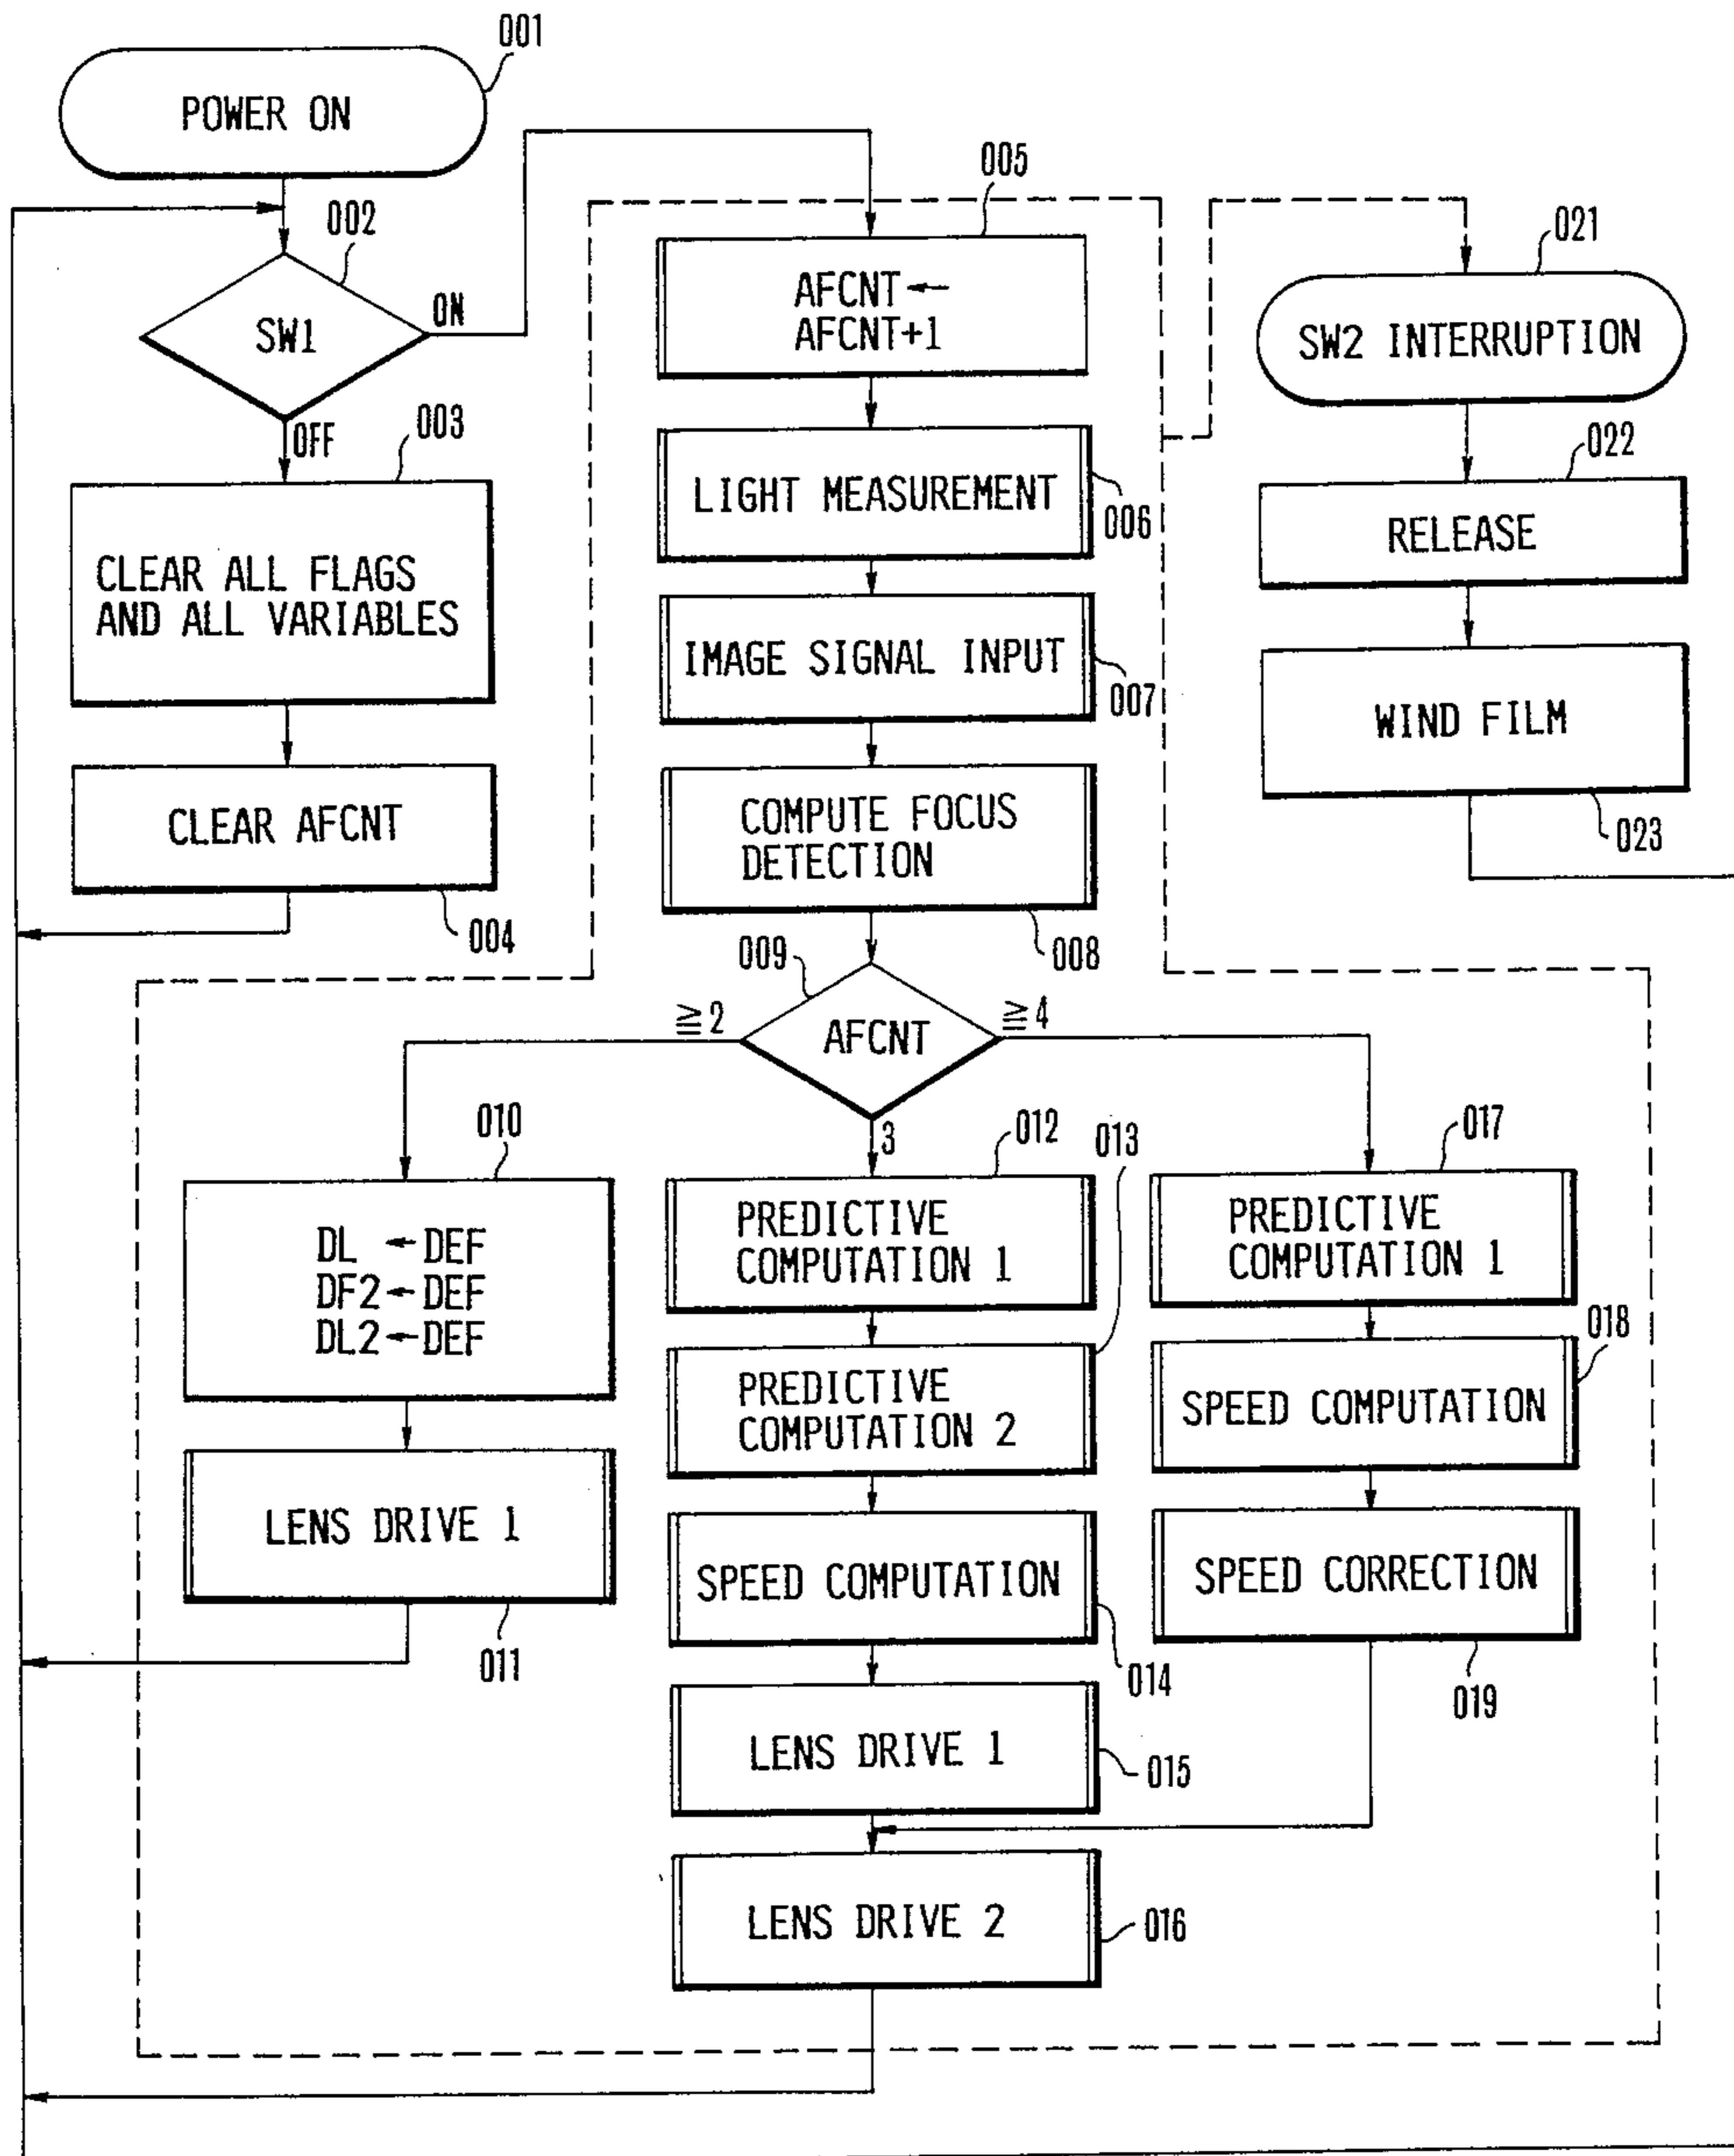 001
POWER ON
002
SW1
ON
OFF
003
CLEAR ALL FLAGS
AND ALL VARIABLES
CLEAR AFCNT
004
005
AFCNT←
AFCNT+1
LIGHT MEASUREMENT
006
IMAGE SIGNAL INPUT
007
COMPUTE FOCUS
DETECTION
008
021
SW2 INTERRUPTION
022
RELEASE
WIND FILM
023
009
AFCNT
≧2
≧4
3
010
DL ←DEF
DF2←DEF
DL2←DEF
LENS DRIVE 1
011
012
PREDICTIVE
COMPUTATION 1
013
PREDICTIVE
COMPUTATION 2
SPEED COMPUTATION
014
LENS DRIVE 1
015
LENS DRIVE 2
016
017
PREDICTIVE
COMPUTATION 1
018
SPEED COMPUTATION
SPEED CORRECTION
019